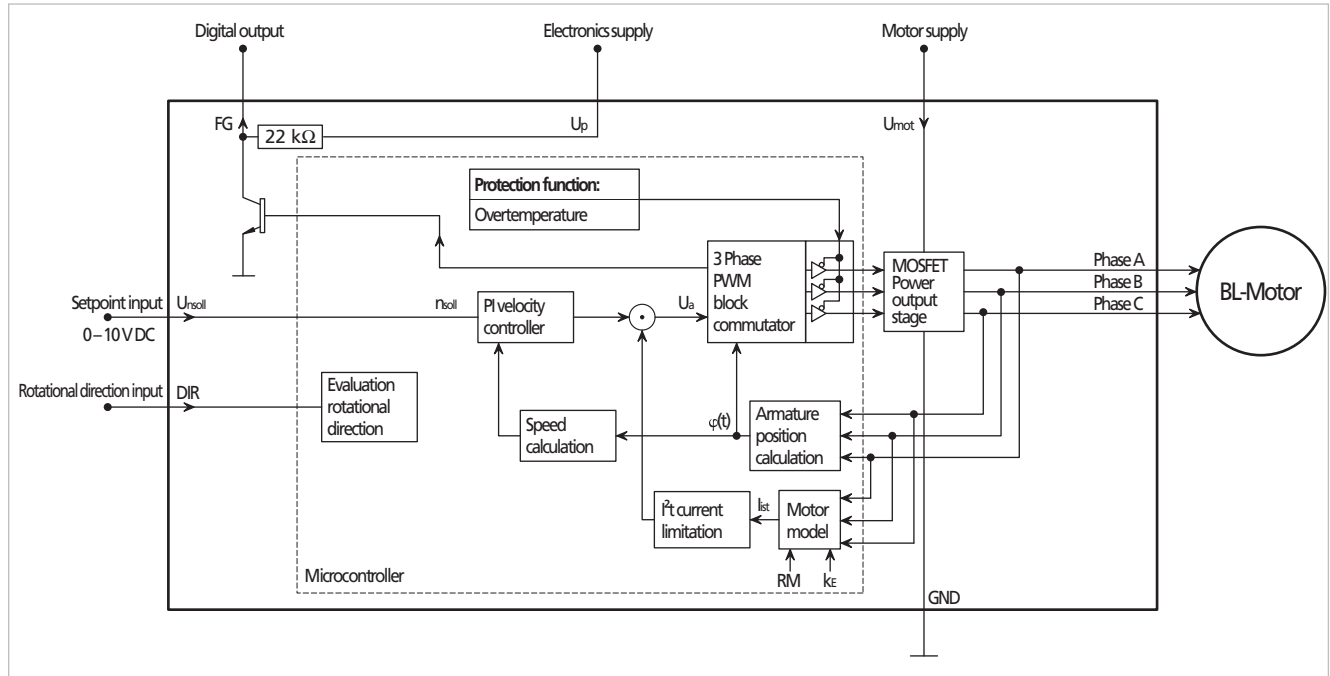 Digital output
Electronics supply
Motor supply
FG
22 kΩ
Up
Umot
Protection function:
Overtemperature
3 Phase
PWM
block
commutator
MOSFET
Power
output
stage
Phase A
Phase B
Phase C
BL-Motor
Setpoint input
0–10 V DC
Unsoll
nsoll
PI velocity
controller
Ua
Rotational direction input
DIR
Evaluation
rotational
direction
Speed
calculation
φ(t)
Armature
position
calculation
I²t current
limitation
Iist
Motor
model
RM
kE
Microcontroller
GND